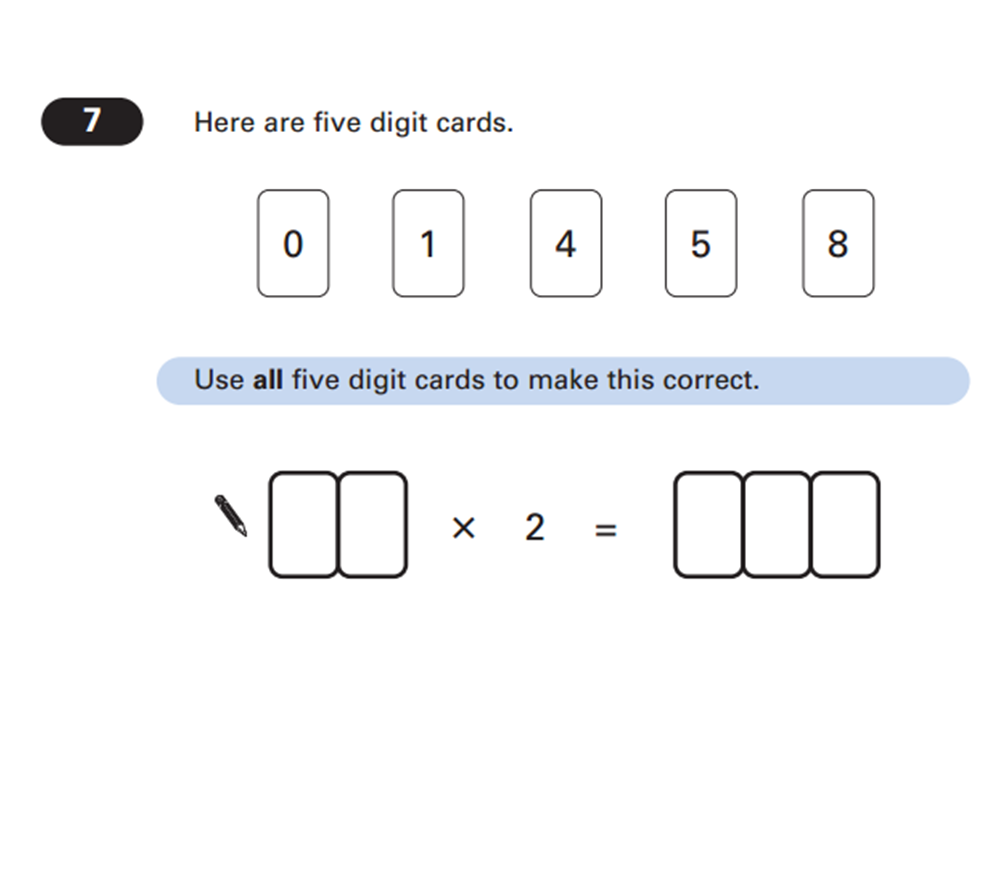 7 Here are five digit cards.
0 1 4 5 8
Use all five digit cards to make this correct.
× 2 =